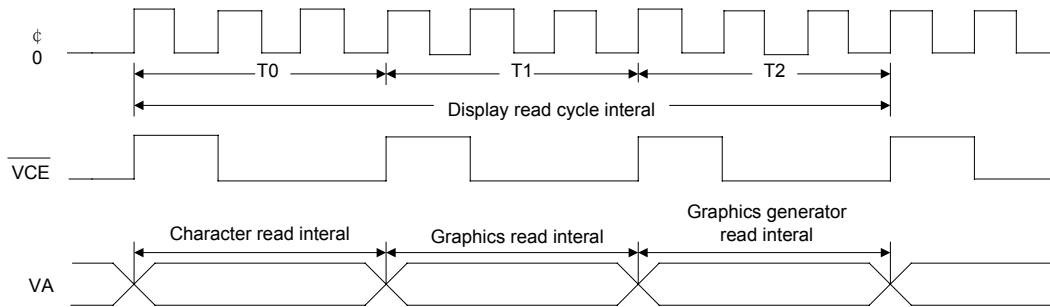 ¢
0
T0
T1
T2
Display read cycle interal
VCE
Character read interal
Graphics read interal
Graphics generator
read interal
VA